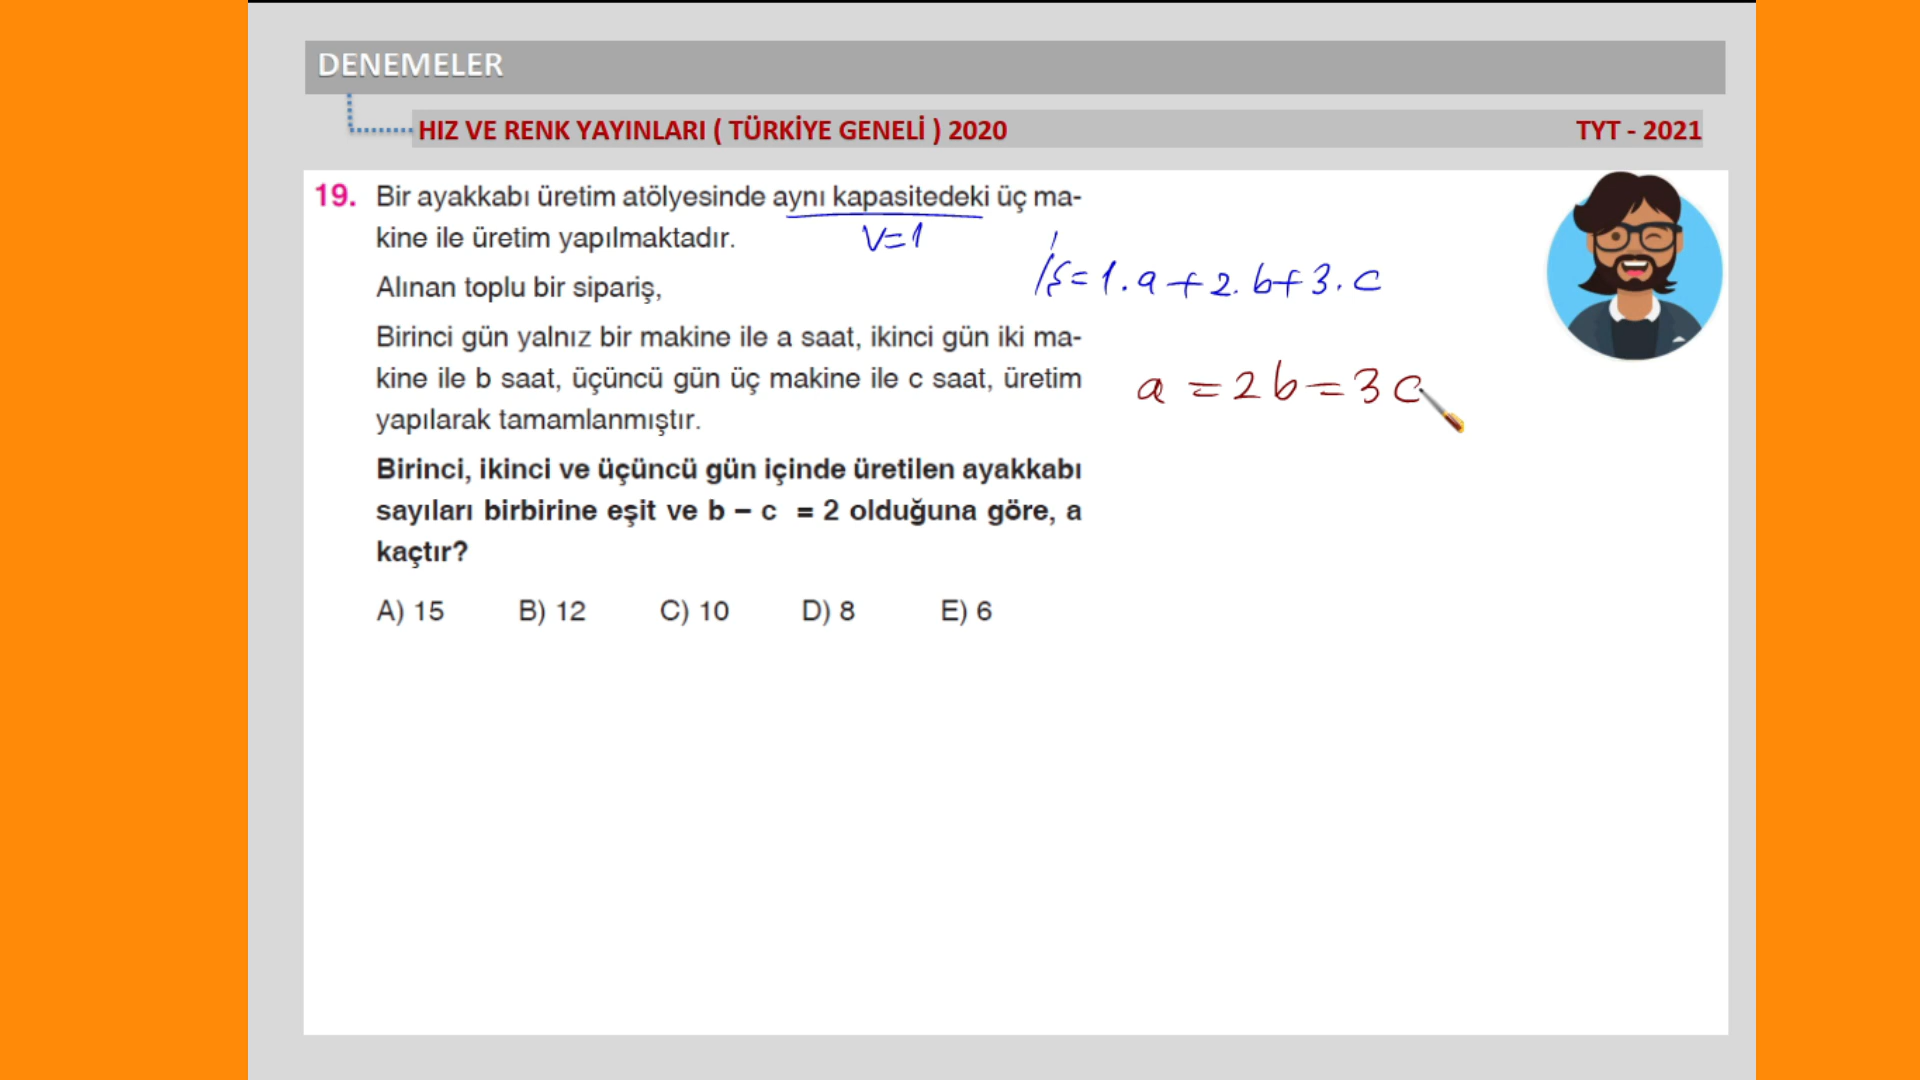 DENEMELER
HIZ VE RENK YAYINLARI ( TÜRKİYE GENELİ ) 2020
TYT - 2021
19. Bir ayakkabı üretim atölyesinde aynı kapasitedeki üç ma-
kine ile üretim yapılmaktadır.
V=1
Alınan toplu bir sipariş,
İş=1.a+2.b+3.c
Birinci gün yalnız bir makine ile a saat, ikinci gün iki ma-
kine ile b saat, üçüncü gün üç makine ile c saat, üretim
yapılarak tamamlanmıştır.
a = 2b = 3c
Birinci, ikinci ve üçüncü gün içinde üretilen ayakkabı
sayıları birbirine eşit ve b – c = 2 olduğuna göre, a
kaçtır?
A) 15 B) 12 C) 10 D) 8 E) 6